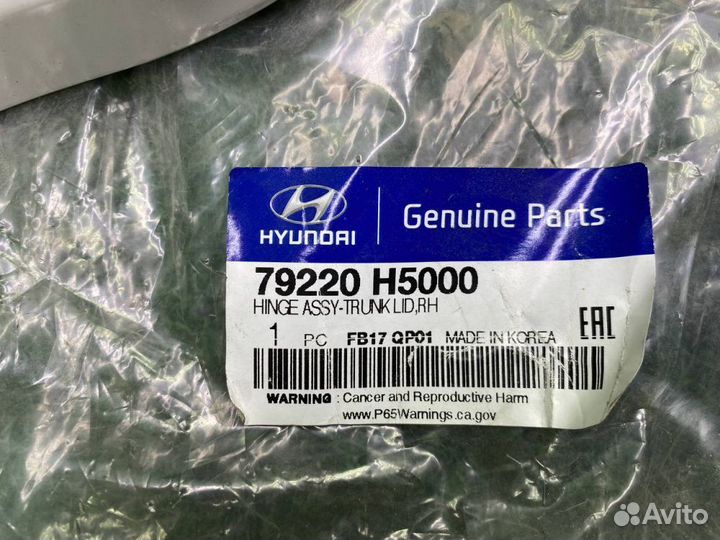 HYUNDAI
Genuine Parts
79220 H5000
HINGE ASSY-TRUNK LID,RH
1 PC FB17 QP01 MADE IN KOREA
EAC
WARNING : Cancer and Reproductive Harm
www.P65Warnings.ca.gov
Avito